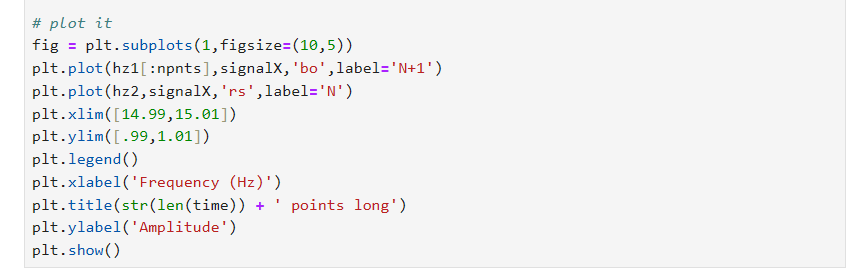 # plot it
fig = plt.subplots(1,figsize=(10,5))
plt.plot(hz1[:npnts],signalX,'bo',label='N+1')
plt.plot(hz2,signalX,'rs',label='N')
plt.xlim([14.99,15.01])
plt.ylim([.99,1.01])
plt.legend()
plt.xlabel('Frequency (Hz)')
plt.title(str(len(time)) + ' points long')
plt.ylabel('Amplitude')
plt.show()